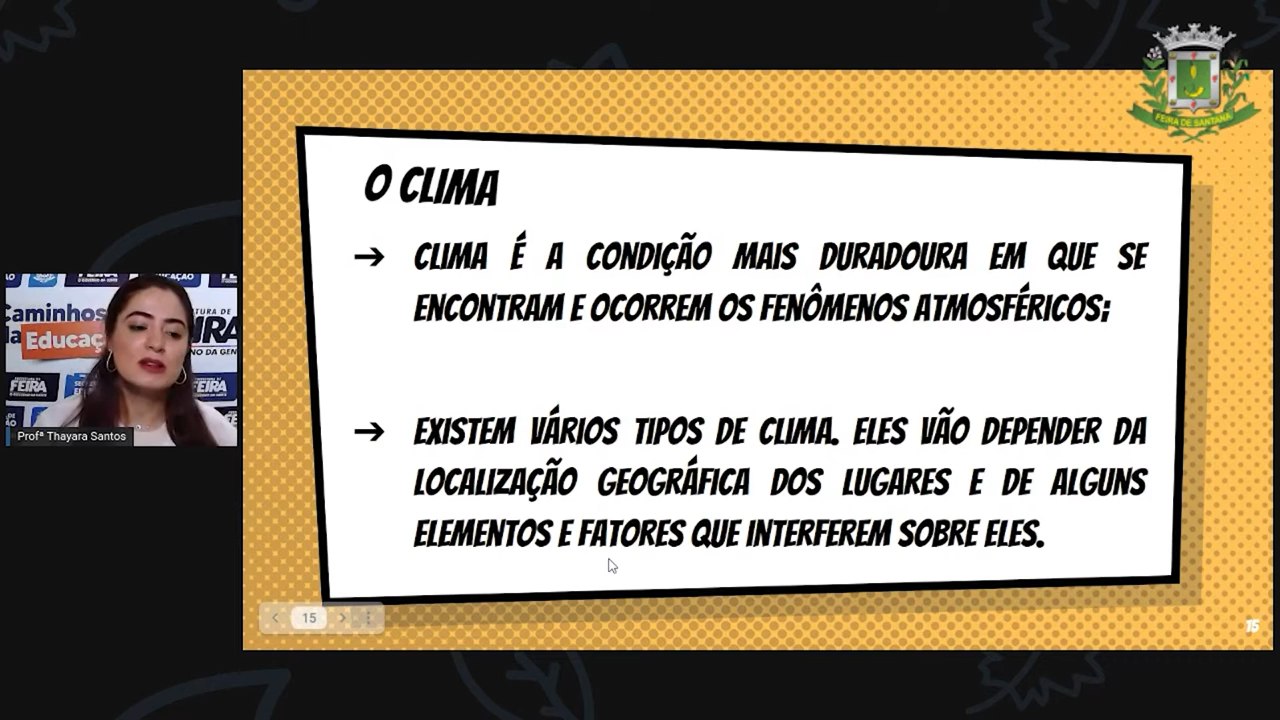 FEIRA DE SANTANA
O CLIMA
➔ CLIMA É A CONDIÇÃO MAIS DURADOURA EM QUE SE
ENCONTRAM E OCORREM OS FENÔMENOS ATMOSFÉRICOS;
➔ EXISTEM VÁRIOS TIPOS DE CLIMA. ELES VÃO DEPENDER DA
LOCALIZAÇÃO GEOGRÁFICA DOS LUGARES E DE ALGUNS
ELEMENTOS E FATORES QUE INTERFEREM SOBRE ELES.
Caminhos
da
Educaç
FEIRA
FEIRA
Profª Thayara Santos
15
15